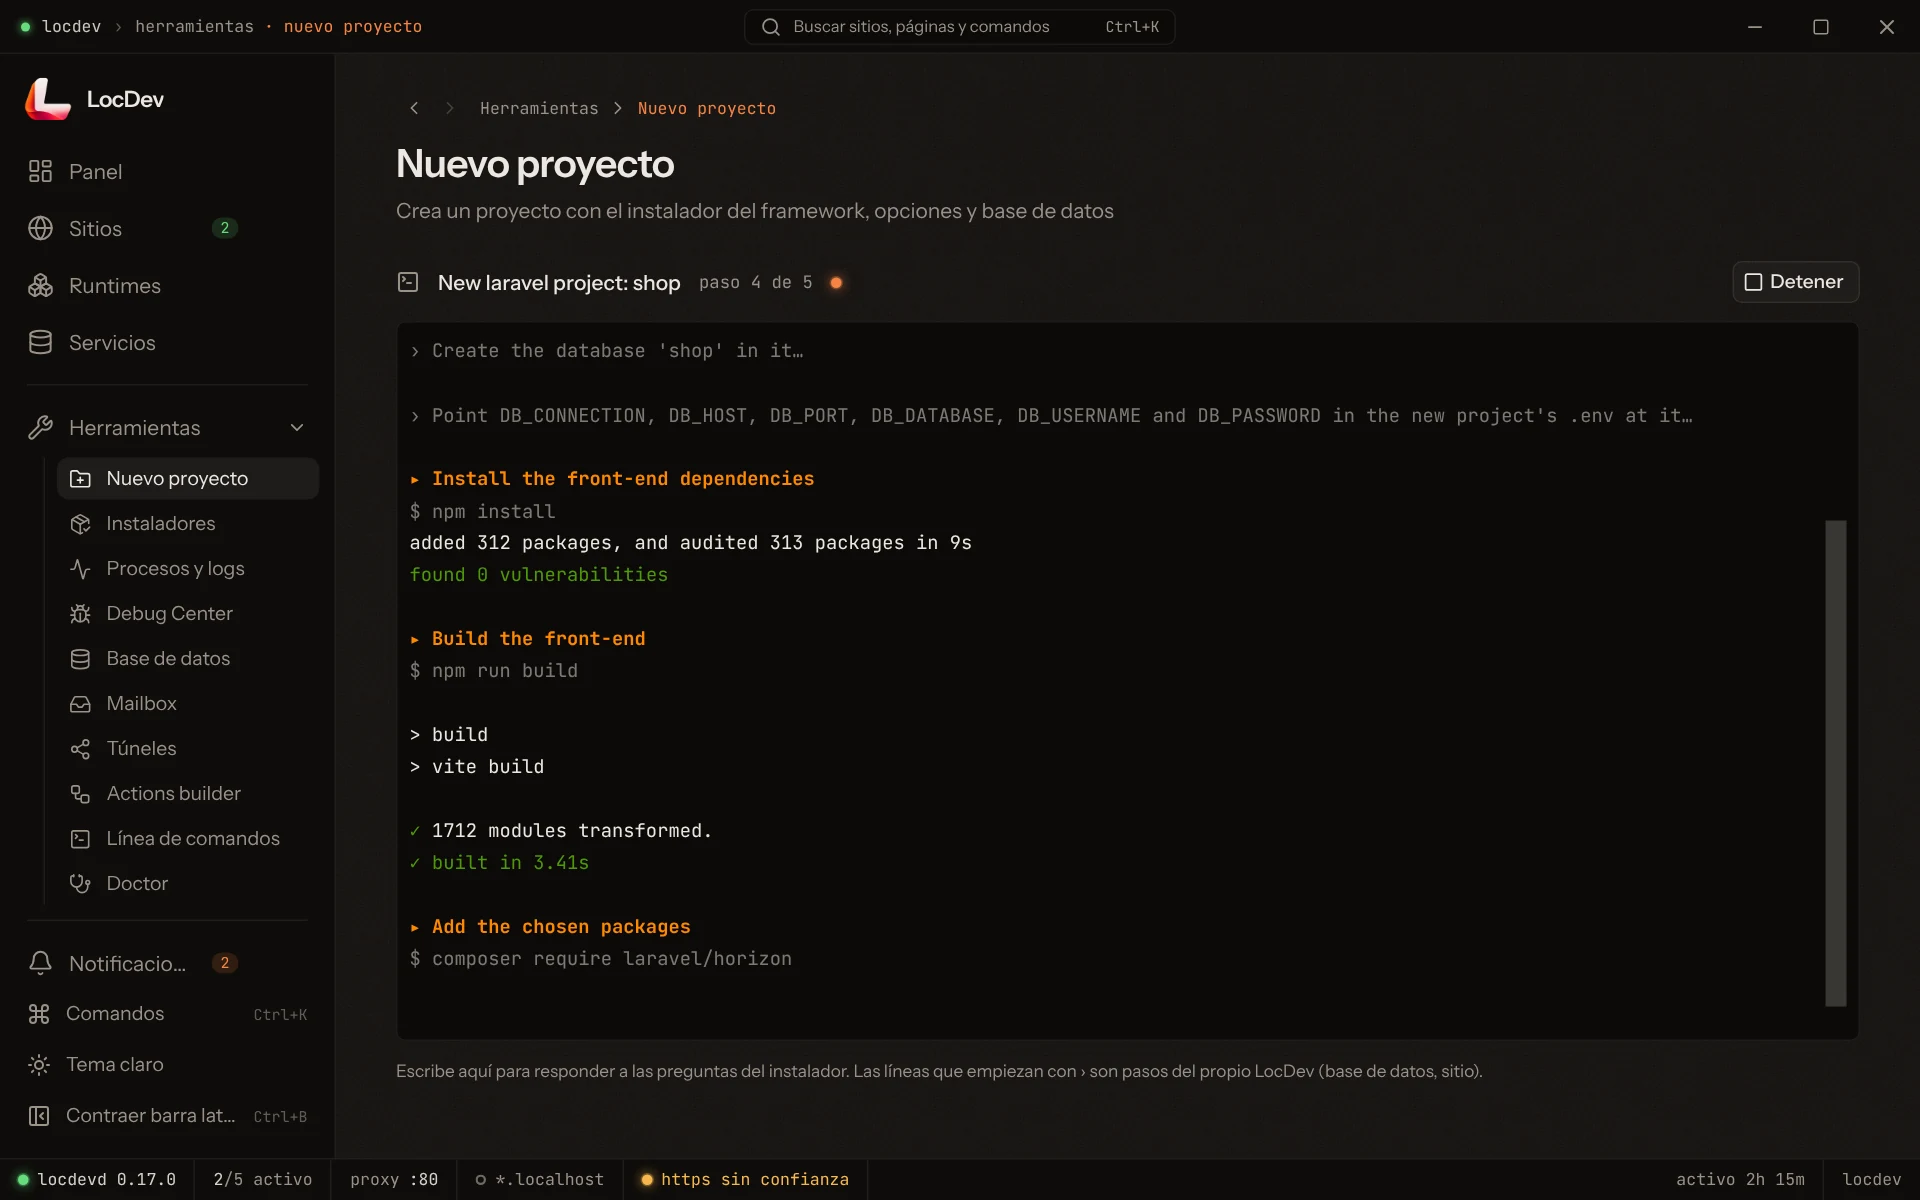 locdev › herramientas · nuevo proyecto
Buscar sitios, páginas y comandos Ctrl+K
LocDev
Panel
Sitios 2
Runtimes
Servicios
Herramientas
Nuevo proyecto
Instaladores
Procesos y logs
Debug Center
Base de datos
Mailbox
Túneles
Actions builder
Línea de comandos
Doctor
Notificacio… 2
Comandos Ctrl+K
Tema claro
Contraer barra lat… Ctrl+B
Herramientas > Nuevo proyecto
Nuevo proyecto
Crea un proyecto con el instalador del framework, opciones y base de datos
New laravel project: shop paso 4 de 5
Detener
› Create the database 'shop' in it…
› Point DB_CONNECTION, DB_HOST, DB_PORT, DB_DATABASE, DB_USERNAME and DB_PASSWORD in the new project's .env at it…
▸ Install the front-end dependencies
$ npm install
added 312 packages, and audited 313 packages in 9s
found 0 vulnerabilities
▸ Build the front-end
$ npm run build
> build
> vite build
✓ 1712 modules transformed.
✓ built in 3.41s
▸ Add the chosen packages
$ composer require laravel/horizon
Escribe aquí para responder a las preguntas del instalador. Las líneas que empiezan con › son pasos del propio LocDev (base de datos, sitio).
locdevd 0.17.0 2/5 activo proxy :80 *.localhost https sin confianza activo 2h 15m locdev